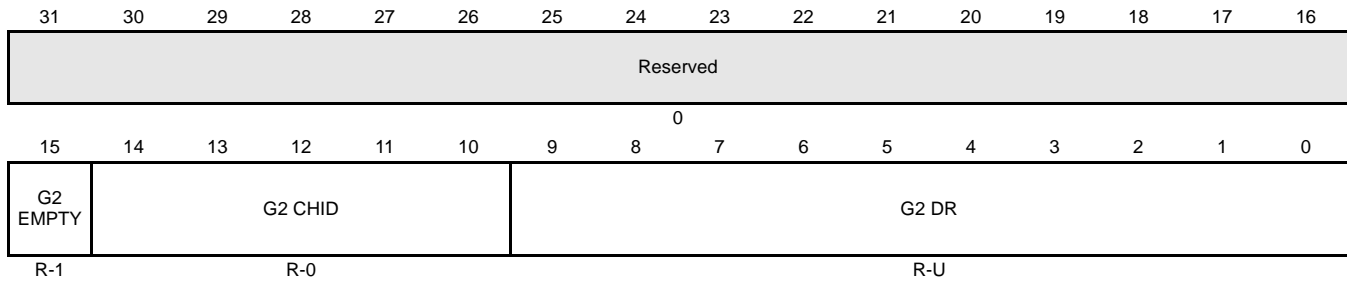 31 30 29 28 27 26 25 24 23 22 21 20 19 18 17 16
Reserved
0
15 14 13 12 11 10 9 8 7 6 5 4 3 2 1 0
G2
EMPTY
G2 CHID
G2 DR
R-1 R-0 R-U